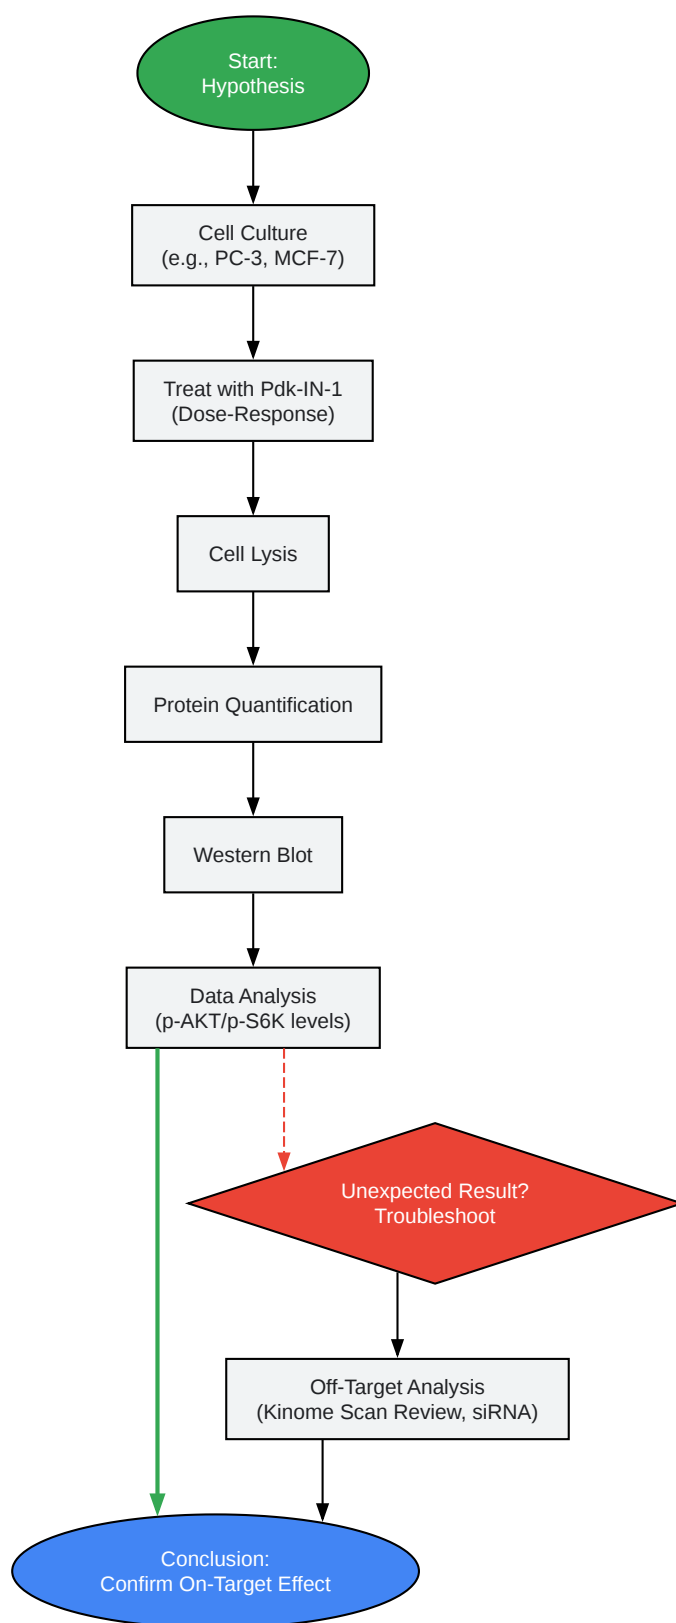 Start:
Hypothesis
Cell Culture
(e.g., PC-3, MCF-7)
Treat with Pdk-IN-1
(Dose-Response)
Cell Lysis
Protein Quantification
Western Blot
Data Analysis
(p-AKT/p-S6K levels)
Unexpected Result?
Troubleshoot
Off-Target Analysis
(Kinome Scan Review, siRNA)
Conclusion:
Confirm On-Target Effect